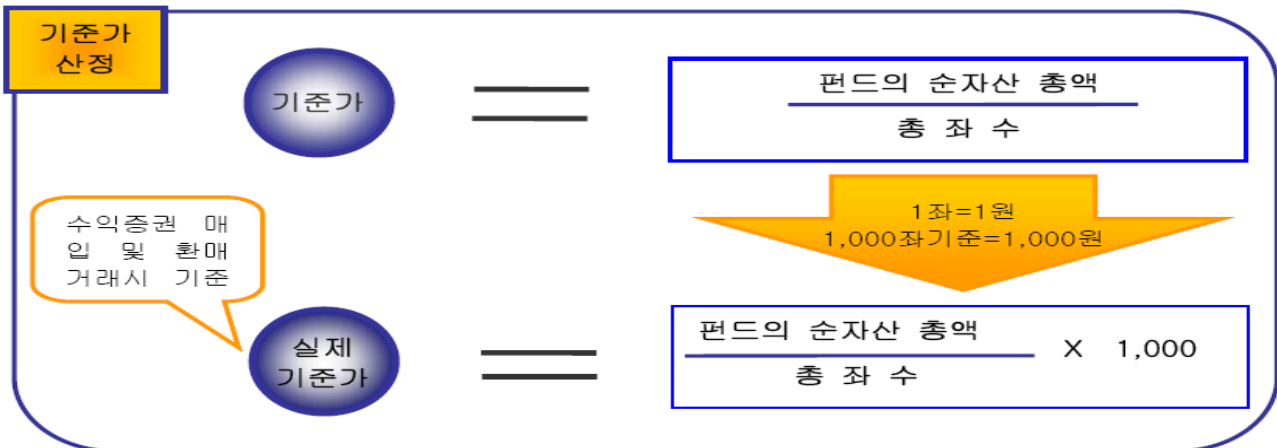 기준가
산정
기준가
펀드의 순자산 총액
총 좌 수
1좌=1원
1,000좌기준=1,000원
수익증권 매
입 및 환매
거래시 기준
실제
기준가
펀드의 순자산 총액
총 좌 수
X 1,000